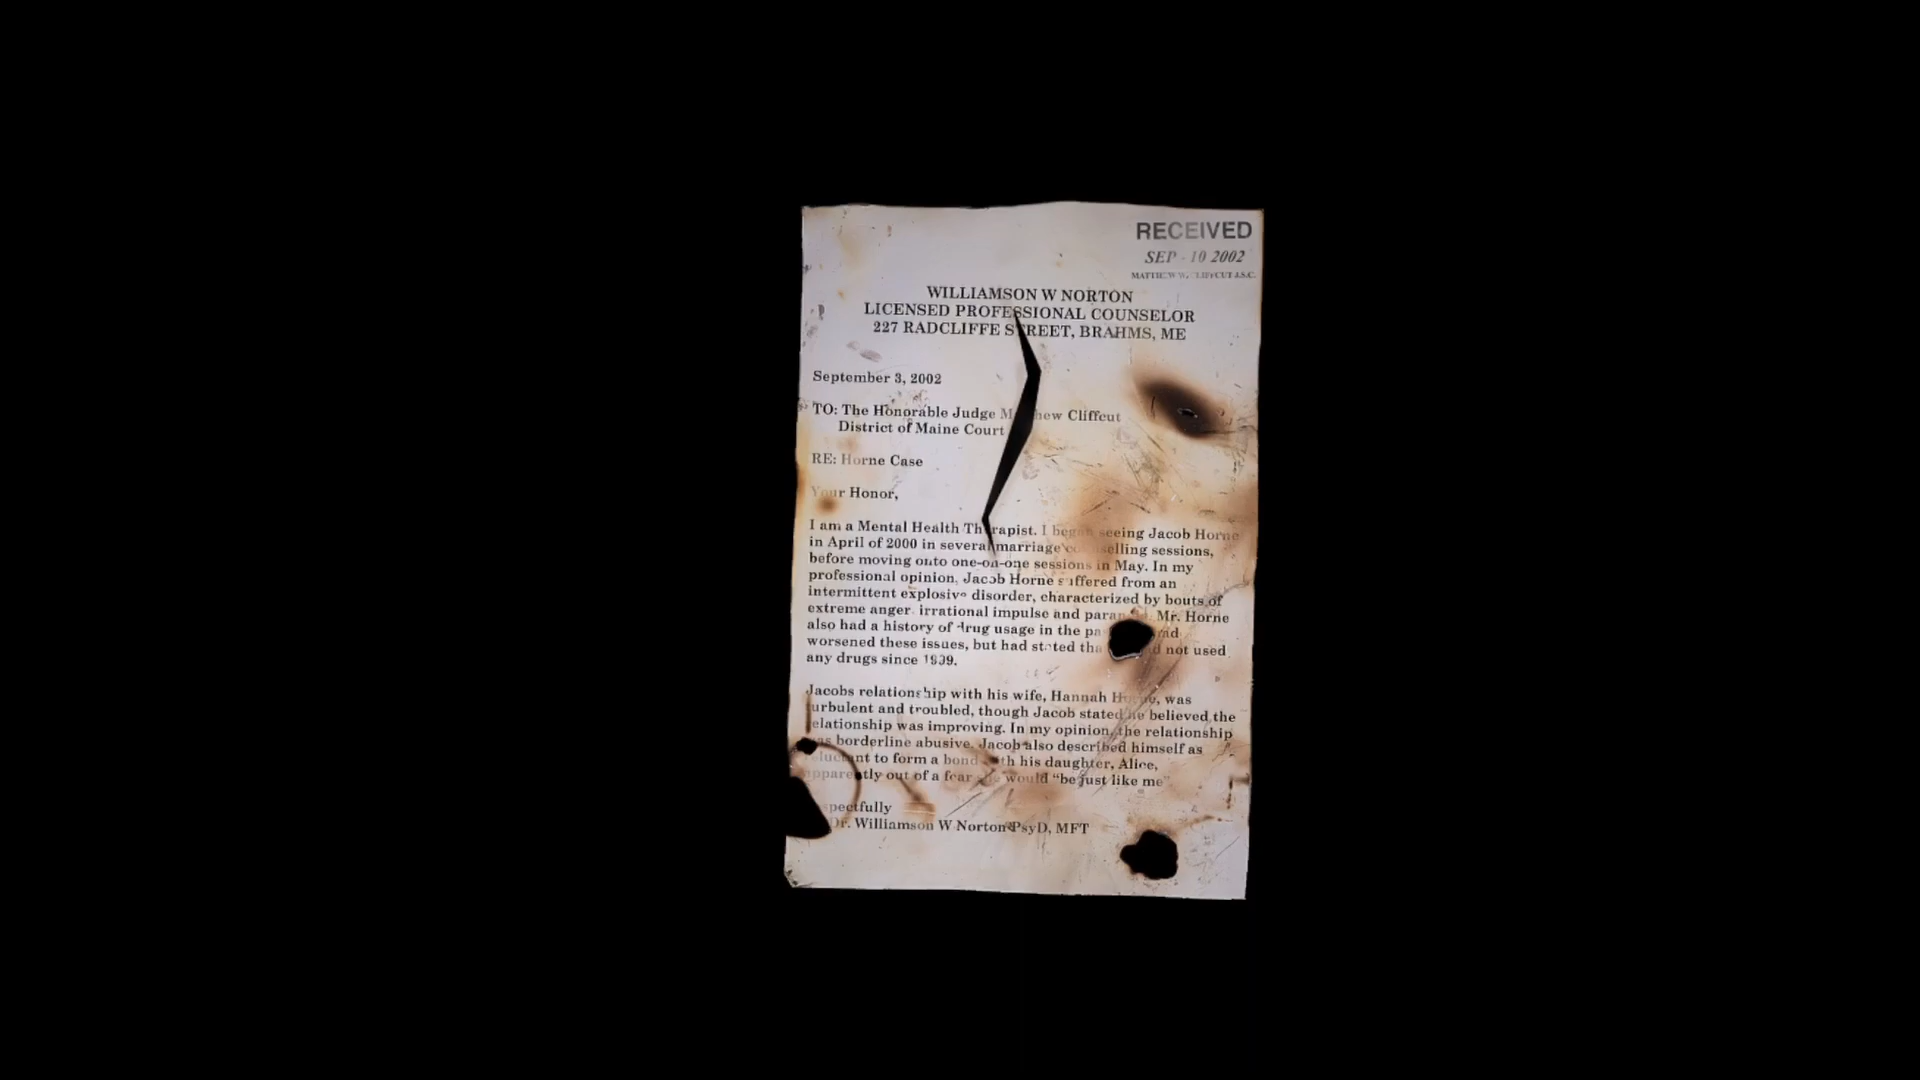 RECEIVED
SEP - 10 2002
WILLIAMSON W NORTON
LICENSED PROFESSIONAL COUNSELOR
227 RADCLIFFE STREET, BRAHMS, ME
September 3, 2002
TO: The Honorable Judge Matthew Cliffcut
District of Maine Court
RE: Horne Case
Your Honor,
I am a Mental Health Therapist. I began seeing Jacob Horne
in April of 2000 in several marriage counselling sessions,
before moving onto one-on-one sessions in May. In my
professional opinion, Jacob Horne suffered from an
intermittent explosive disorder, characterized by bouts of
extreme anger, irrational impulse and Mr. Horne
also had a history of drug usage in the
worsened these issues, but had stated not used
any drugs since
Jacobs relationship with his wife, Hannah Horne, was
turbulent and troubled, though Jacob stated he believed the
relationship was improving. In my opinion, the relationship
was borderline abusive. Jacob also described himself as
reluctant to form a bond with his daughter, Alice,
apparently out of a fear she would "be just like me"
Dr. Williamson W Norton PsyD, MFT